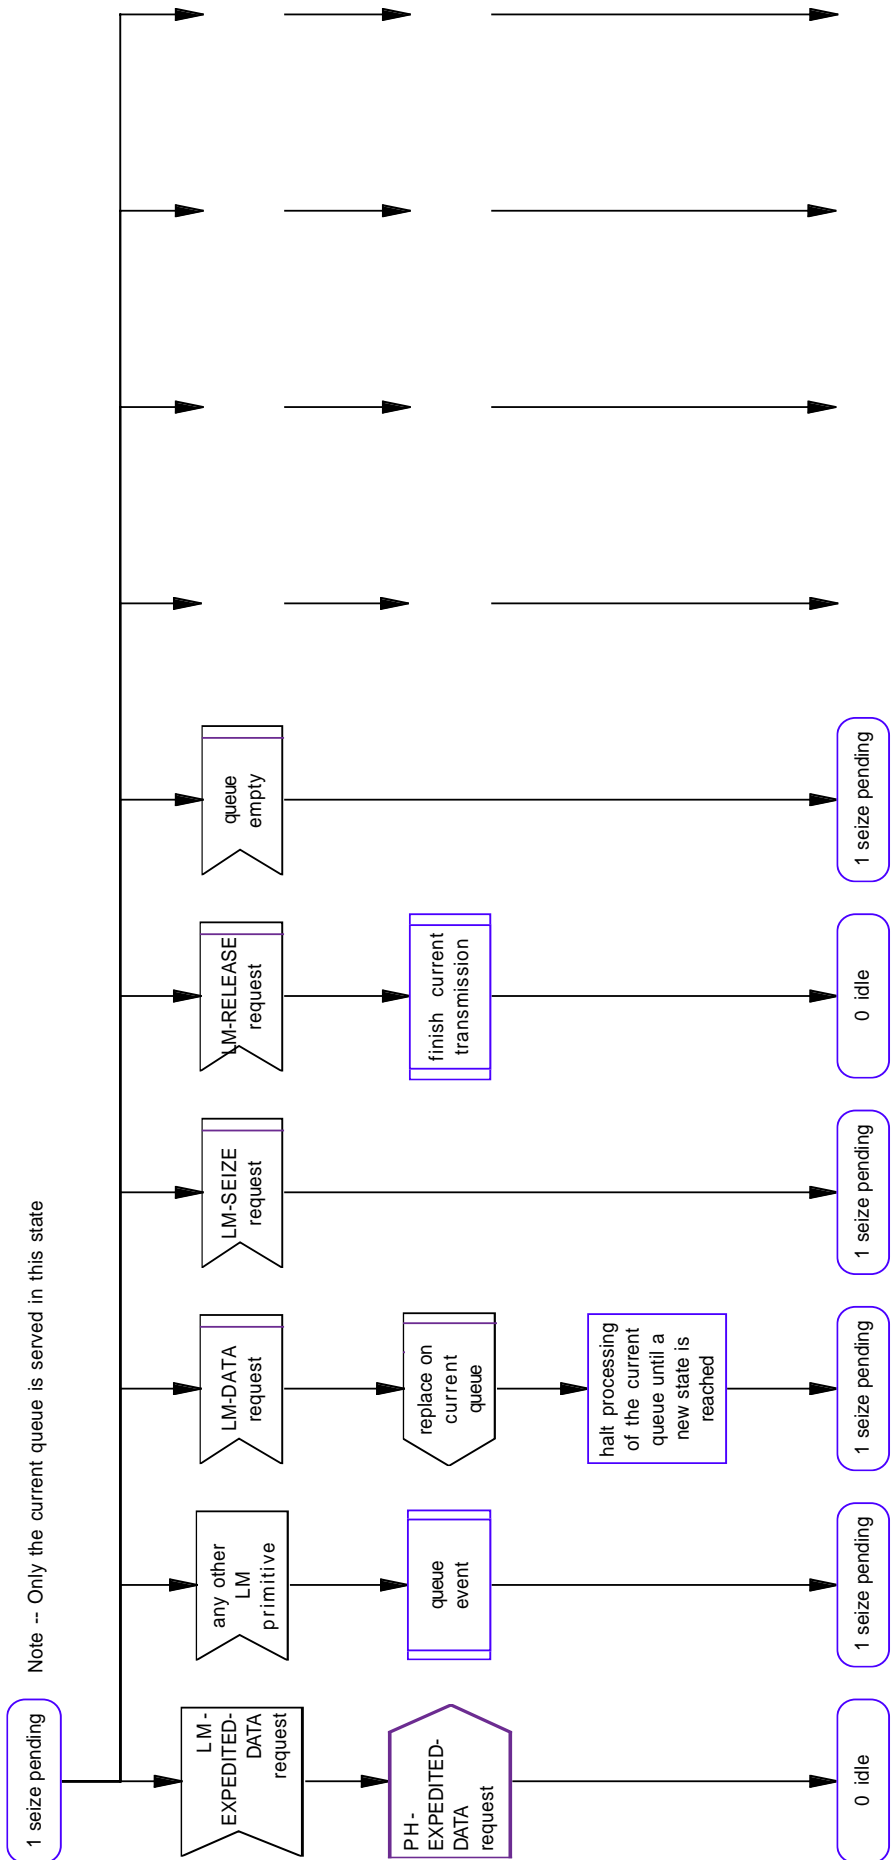 1 seize pending
Note -- Only the current queue is served in this state
LM-
EXPEDITED-
DATA
request
any other
LM
primitive
LM-DATA
request
LM-SEIZE
request
LM-RELEASE
request
queue
empty
PH-
EXPEDITED-
DATA
request
queue
event
replace on
current
queue
finish current
transmission
halt processing
of the current
queue until a
new state is
reached
0 idle
1 seize pending
1 seize pending
1 seize pending
0 idle
1 seize pending